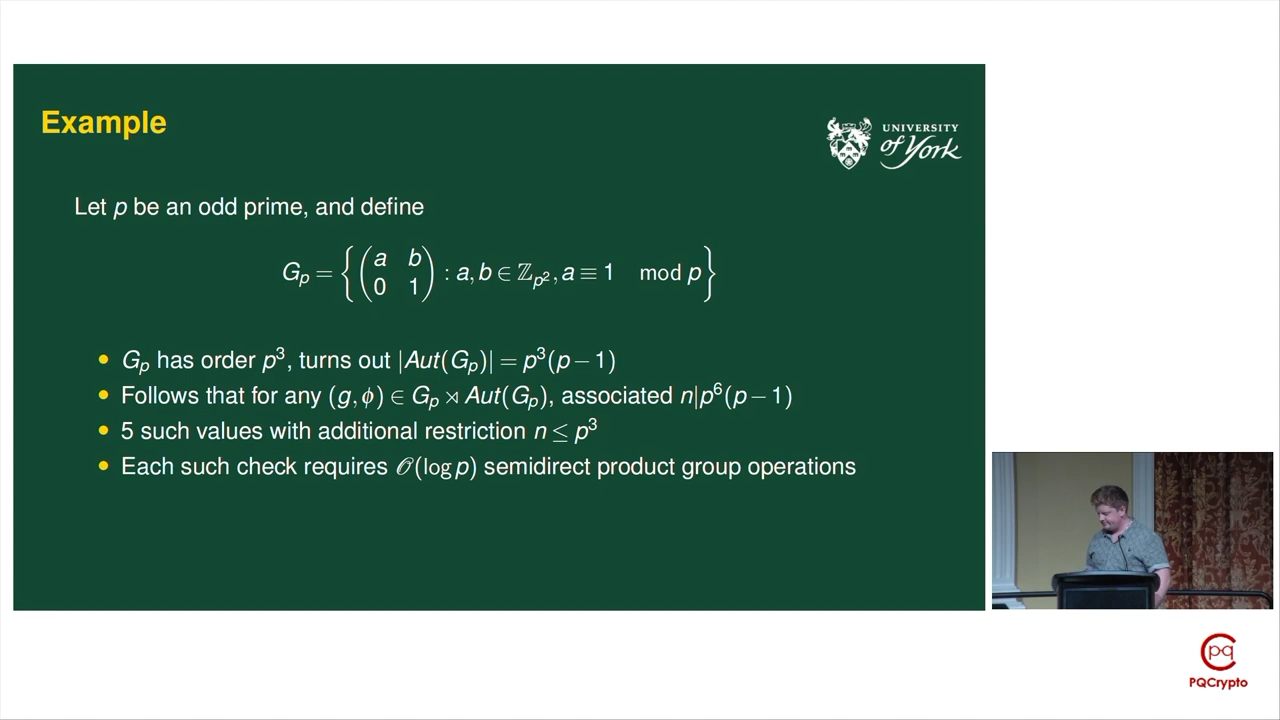 Example
UNIVERSITY
of York
Let p be an odd prime, and define
G_p = { ( a b ; 0 1 ) : a, b ∈ ℤ_{p²}, a ≡ 1 mod p }
• G_p has order p³, turns out |Aut(G_p)| = p³(p − 1)
• Follows that for any (g, ϕ) ∈ G_p ⋊ Aut(G_p), associated n|p⁶(p − 1)
• 5 such values with additional restriction n ≤ p³
• Each such check requires 𝒪(log p) semidirect product group operations
pq
PQCrypto